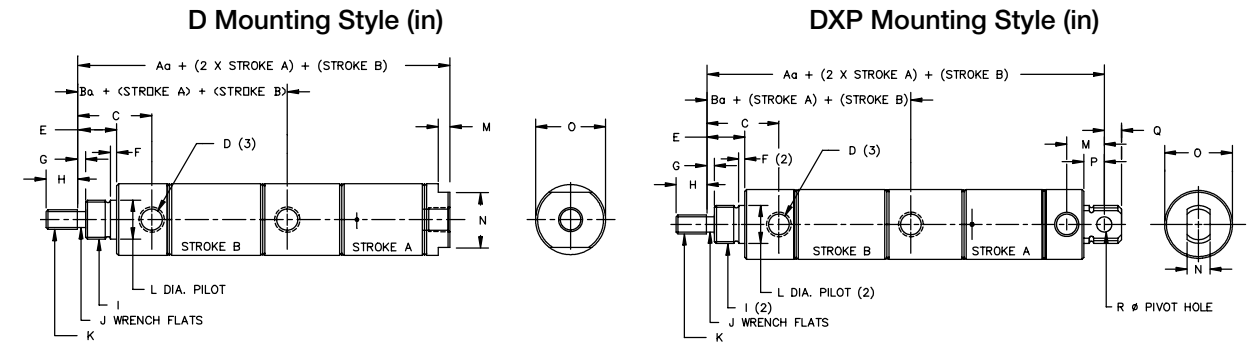 D Mounting Style (in)
Aa + (2 X STROKE A) + (STROKE B)
Ba + (STROKE A) + (STROKE B)
C
E
F
G
H
D (3)
M
O
N
STROKE B
STROKE A
L DIA. PILOT
I
J WRENCH FLATS
K
DXP Mounting Style (in)
Aa + (2 X STROKE A) + (STROKE B)
Ba + (STROKE A) + (STROKE B)
C
E
F (2)
G
H
D (3)
Q
M
P
O
STROKE B
STROKE A
N
L DIA. PILOT (2)
I (2)
J WRENCH FLATS
K
R ø PIVOT HOLE